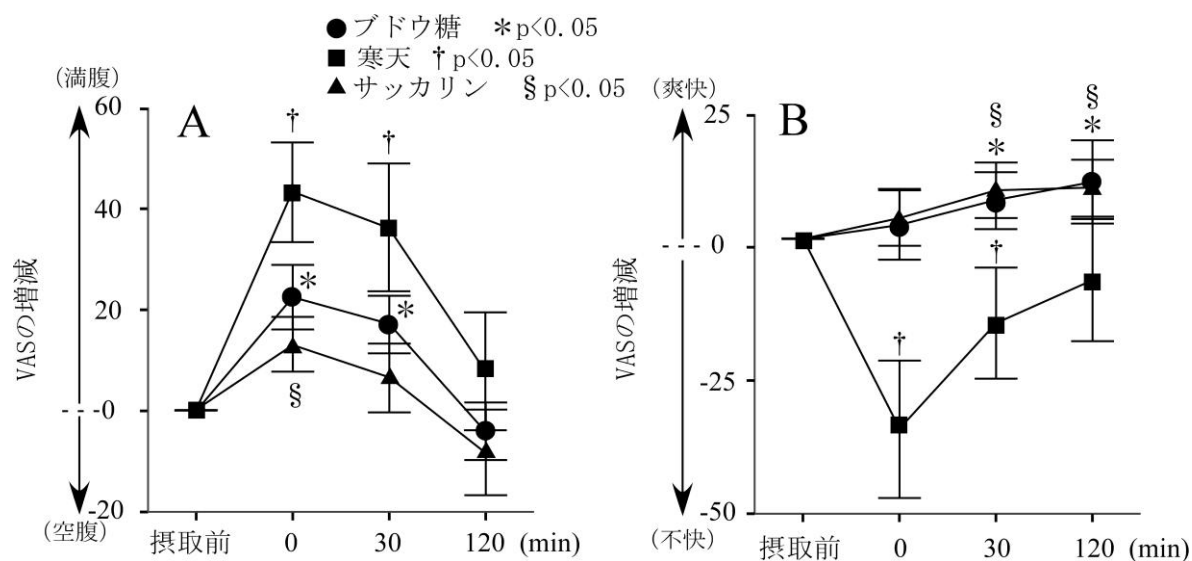 ● ブドウ糖 ＊p<0.05
■ 寒天 † p<0.05
▲ サッカリン § p<0.05
(満腹)
60
A
†
†
40
VASの増減
20
＊
＊
§
0
-20
(空腹)
摂取前 0 30 120 (min)
(爽快)
25
B
§
＊
§
＊
0
VASの増減
†
†
-25
-50
(不快)
摂取前 0 30 120 (min)